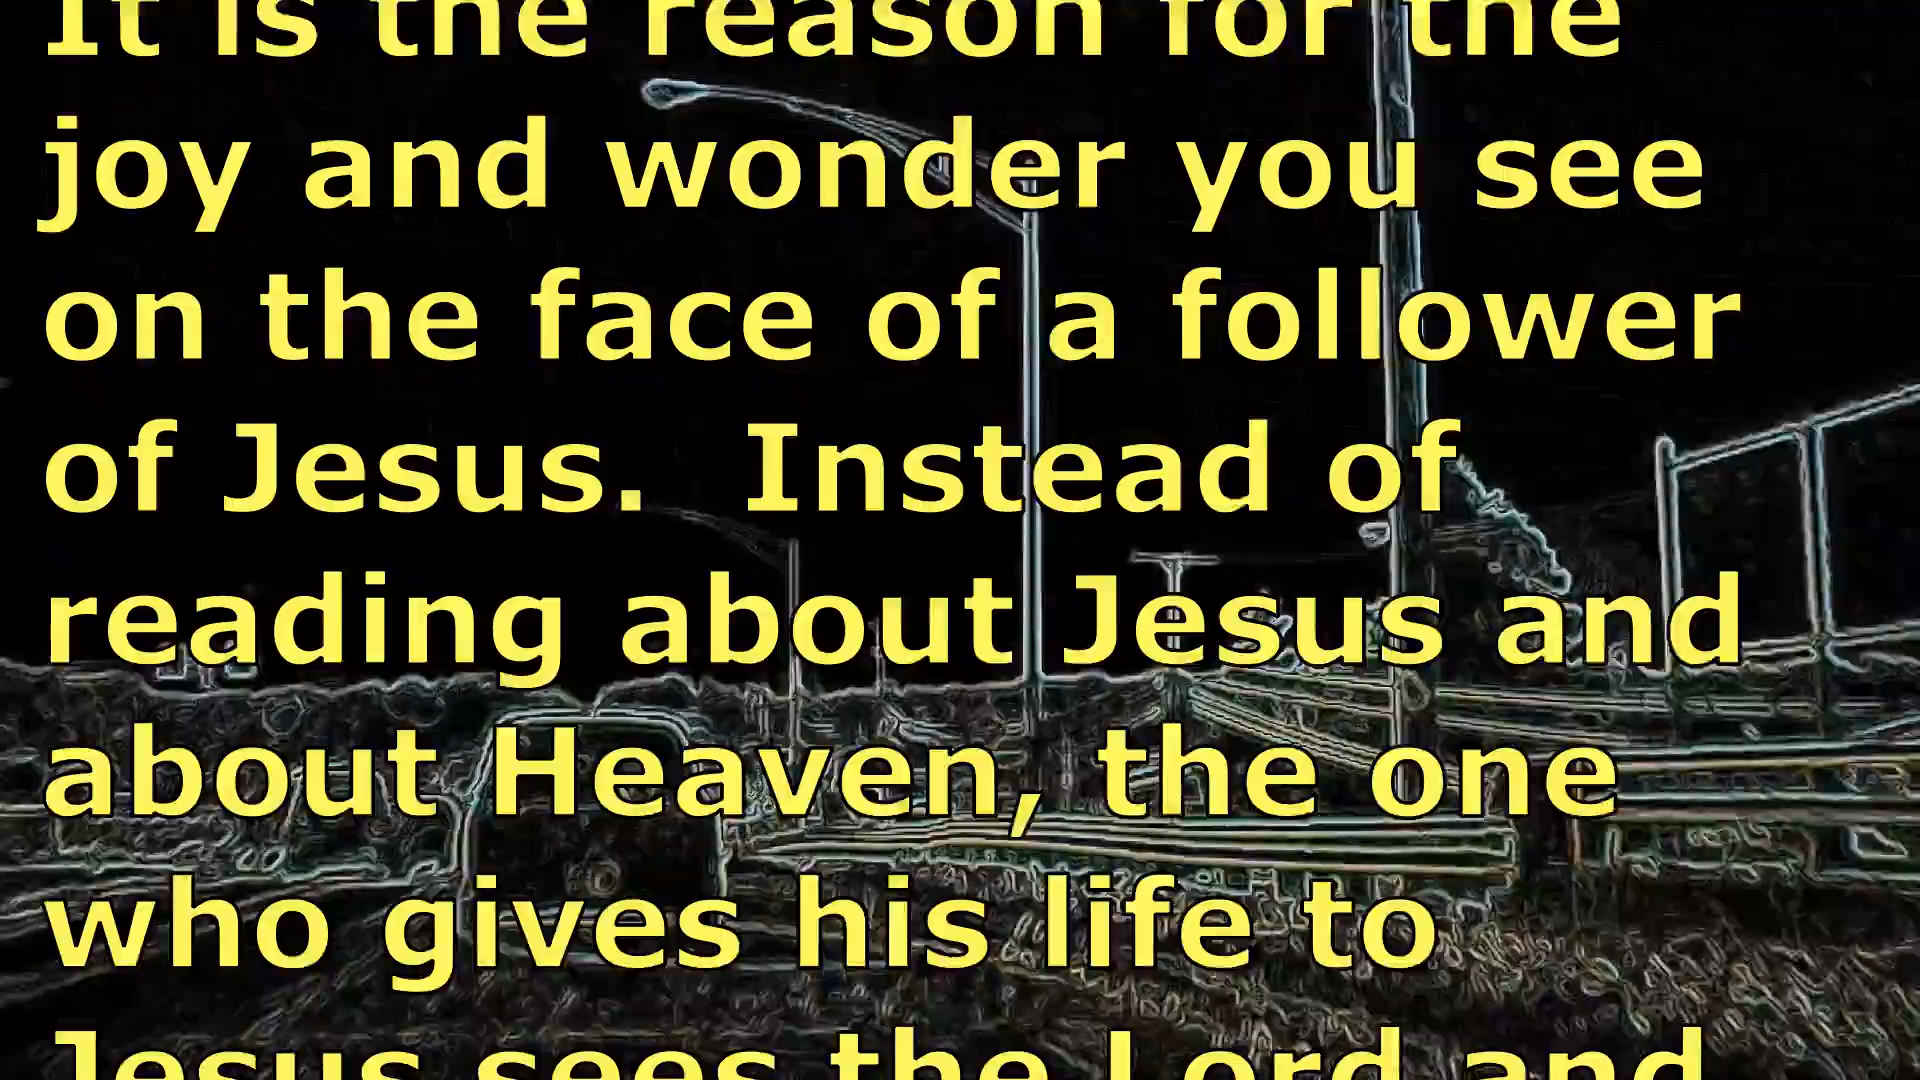 It is the reason for the
joy and wonder you see
on the face of a follower
of Jesus.  Instead of
reading about Jesus and
about Heaven, the one
who gives his life to
Jesus sees the Lord and